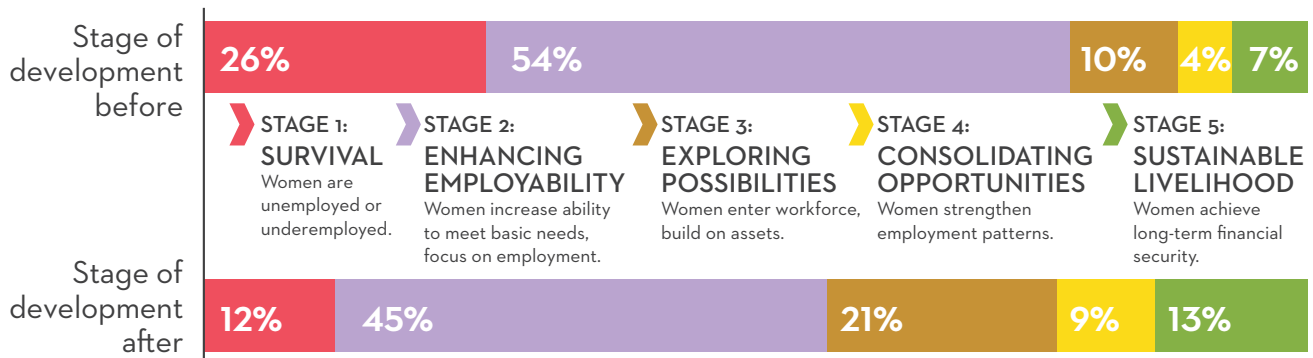 Stage of
development
before
26%
54%
10%
4%
7%
STAGE 1:
SURVIVAL
Women are
unemployed or
underemployed.
STAGE 2:
ENHANCING
EMPLOYABILITY
Women increase ability
to meet basic needs,
focus on employment.
STAGE 3:
EXPLORING
POSSIBILITIES
Women enter workforce,
build on assets.
STAGE 4:
CONSOLIDATING
OPPORTUNITIES
Women strengthen
employment patterns.
STAGE 5:
SUSTAINABLE
LIVELIHOOD
Women achieve
long-term financial
security.
Stage of
development
after
12%
45%
21%
9%
13%